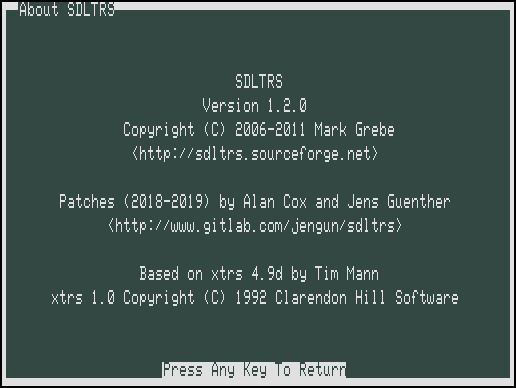 About SDLTRS
SDLTRS
Version 1.2.0
Copyright (C) 2006-2011 Mark Grebe
<http://sdltrs.sourceforge.net>
Patches (2018-2019) by Alan Cox and Jens Guenther
<http://www.gitlab.com/jengun/sdltrs>
Based on xtrs 4.9d by Tim Mann
xtrs 1.0 Copyright (C) 1992 Clarendon Hill Software
Press Any Key To Return